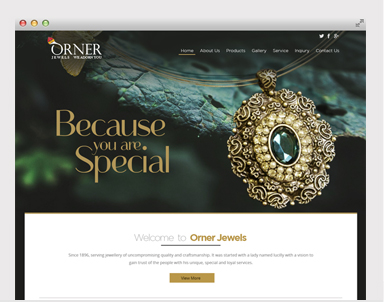 ORNER
JEWELS WE ADORN YOU
Home About Us Products Gallery Service Inquiry Contact Us
Because
you are
Special
Welcome to Orner Jewels
Since 1896, serving jewellery of uncompromising quality and craftsmanship. It was started with a lady named lucily with a vision to
gain trust of the people with his unique, special and loyal services.
View More